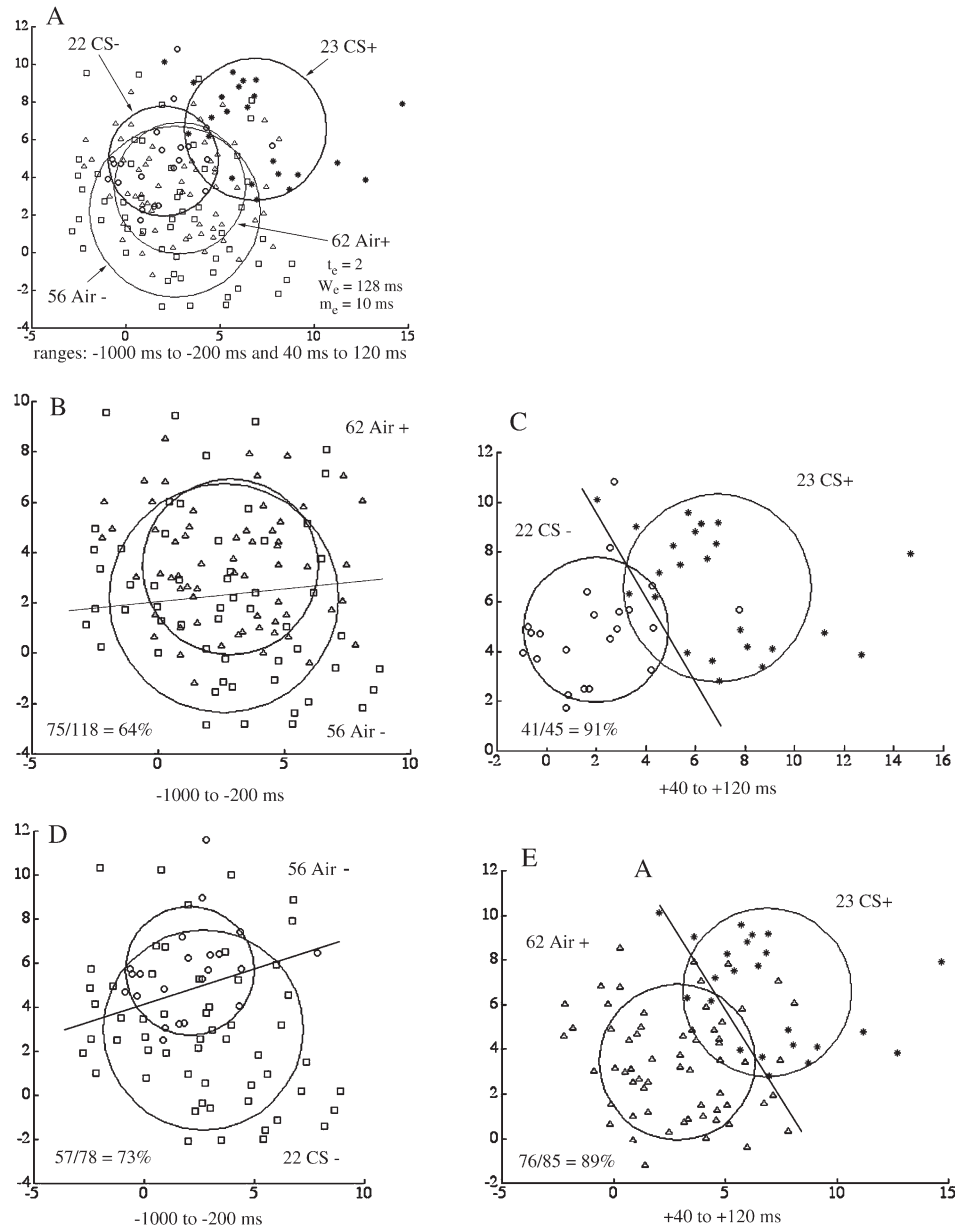 A
12
10
8
6
4
2
0
-2
-4
-5 0 5 10 15
22 CS-
23 CS+
62 Air+
56 Air -
t_e = 2
W_e = 128 ms
m_e = 10 ms
ranges: -1000 ms to -200 ms and 40 ms to 120 ms
B
10
8
6
4
2
0
-2
-4
-5 0 5 10
62 Air +
56 Air -
75/118 = 64%
-1000 to -200 ms
C
12
10
8
6
4
2
0
-2 0 2 4 6 8 10 12 14 16
23 CS+
22 CS -
41/45 = 91%
+40 to +120 ms
D
12
10
8
6
4
2
0
-2
-4
-5 0 5 10
56 Air -
22 CS -
57/78 = 73%
-1000 to -200 ms
E A
12
10
8
6
4
2
0
-2
-5 0 5 10 15
23 CS+
62 Air +
76/85 = 89%
+40 to +120 ms